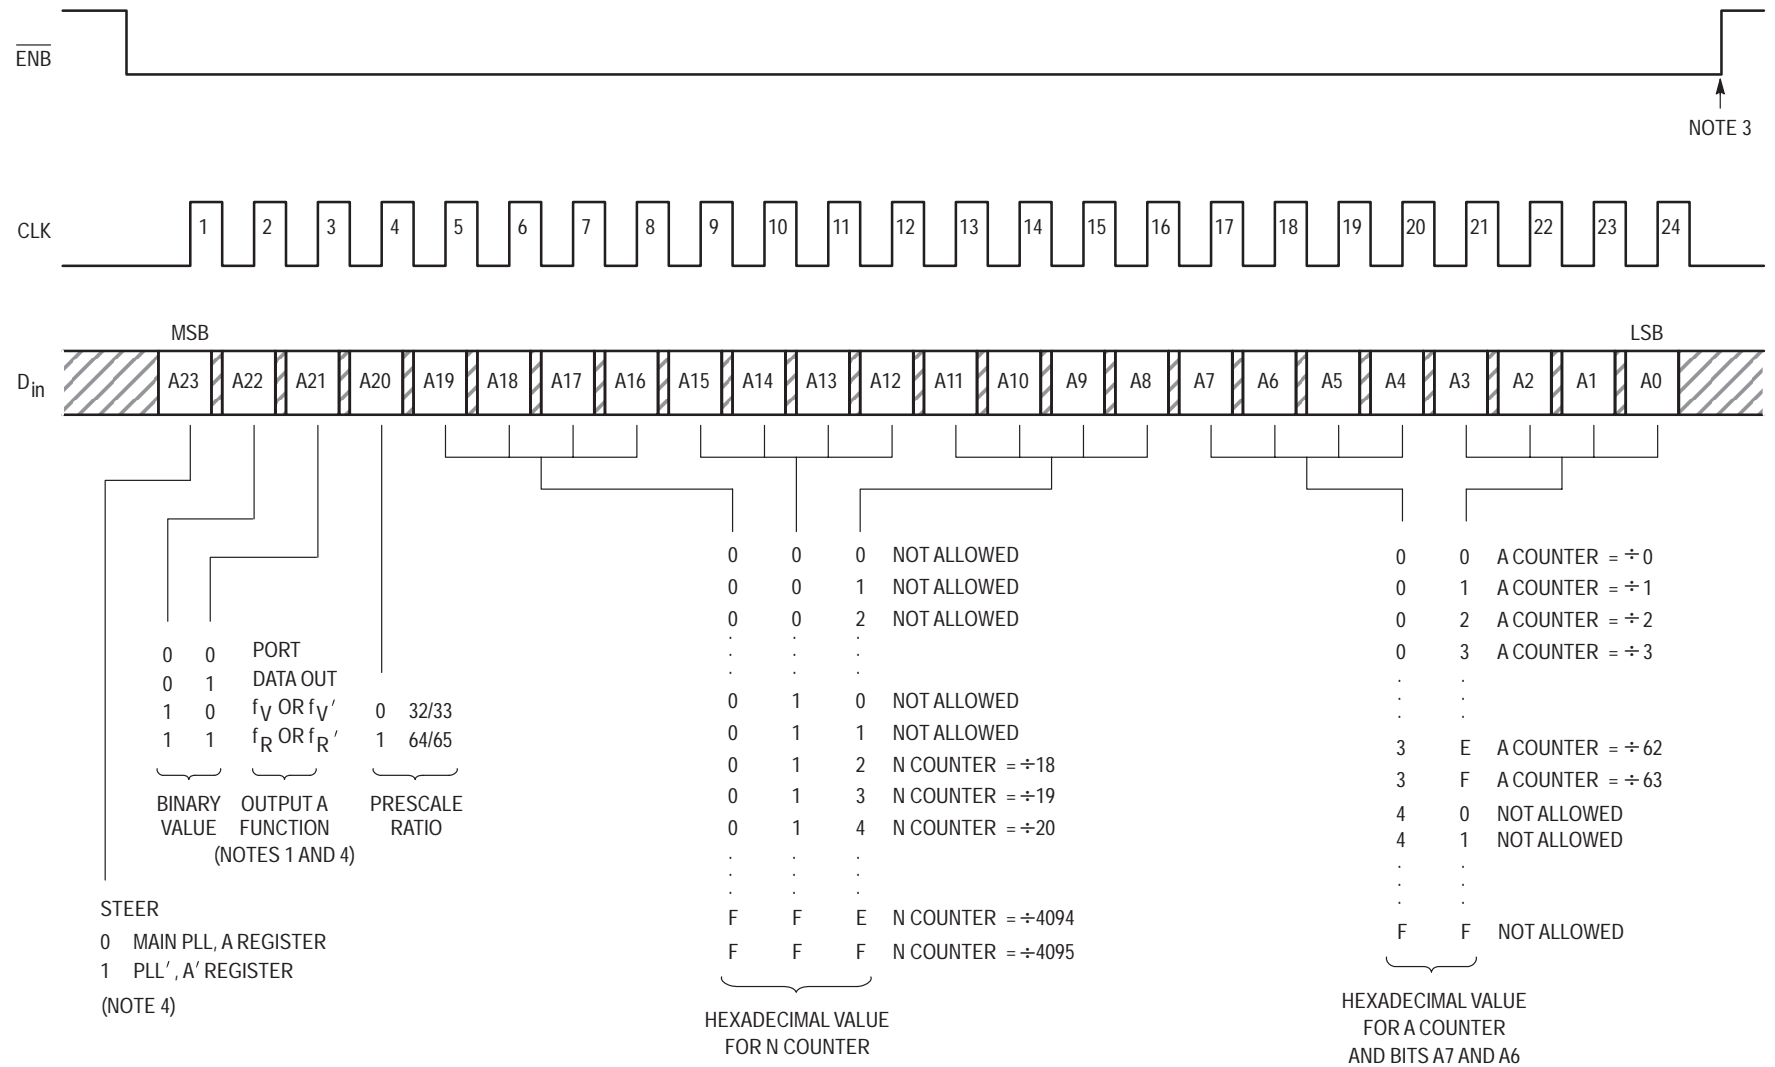 ENB
NOTE 3
CLK
1 2 3 4 5 6 7 8 9 10 11 12 13 14 15 16 17 18 19 20 21 22 23 24
MSB
LSB
Din
A23 A22 A21 A20 A19 A18 A17 A16 A15 A14 A13 A12 A11 A10 A9 A8 A7 A6 A5 A4 A3 A2 A1 A0
0 0 PORT
0 1 DATA OUT
1 0 fV OR fV′
1 1 fR OR fR′
BINARY
VALUE
OUTPUT A
FUNCTION
(NOTES 1 AND 4)
0 32/33
1 64/65
PRESCALE
RATIO
STEER
0 MAIN PLL, A REGISTER
1 PLL′, A′ REGISTER
(NOTE 4)
0 0 0 NOT ALLOWED
0 0 1 NOT ALLOWED
0 0 2 NOT ALLOWED
. . .
. . .
. . .
0 1 0 NOT ALLOWED
0 1 1 NOT ALLOWED
0 1 2 N COUNTER = ÷18
0 1 3 N COUNTER = ÷19
0 1 4 N COUNTER = ÷20
. . .
. . .
. . .
F F E N COUNTER = ÷4094
F F F N COUNTER = ÷4095
HEXADECIMAL VALUE
FOR N COUNTER
0 0 A COUNTER = ÷0
0 1 A COUNTER = ÷1
0 2 A COUNTER = ÷2
0 3 A COUNTER = ÷3
. .
. .
. .
3 E A COUNTER = ÷62
3 F A COUNTER = ÷63
4 0 NOT ALLOWED
4 1 NOT ALLOWED
. .
. .
. .
F F NOT ALLOWED
HEXADECIMAL VALUE
FOR A COUNTER
AND BITS A7 AND A6